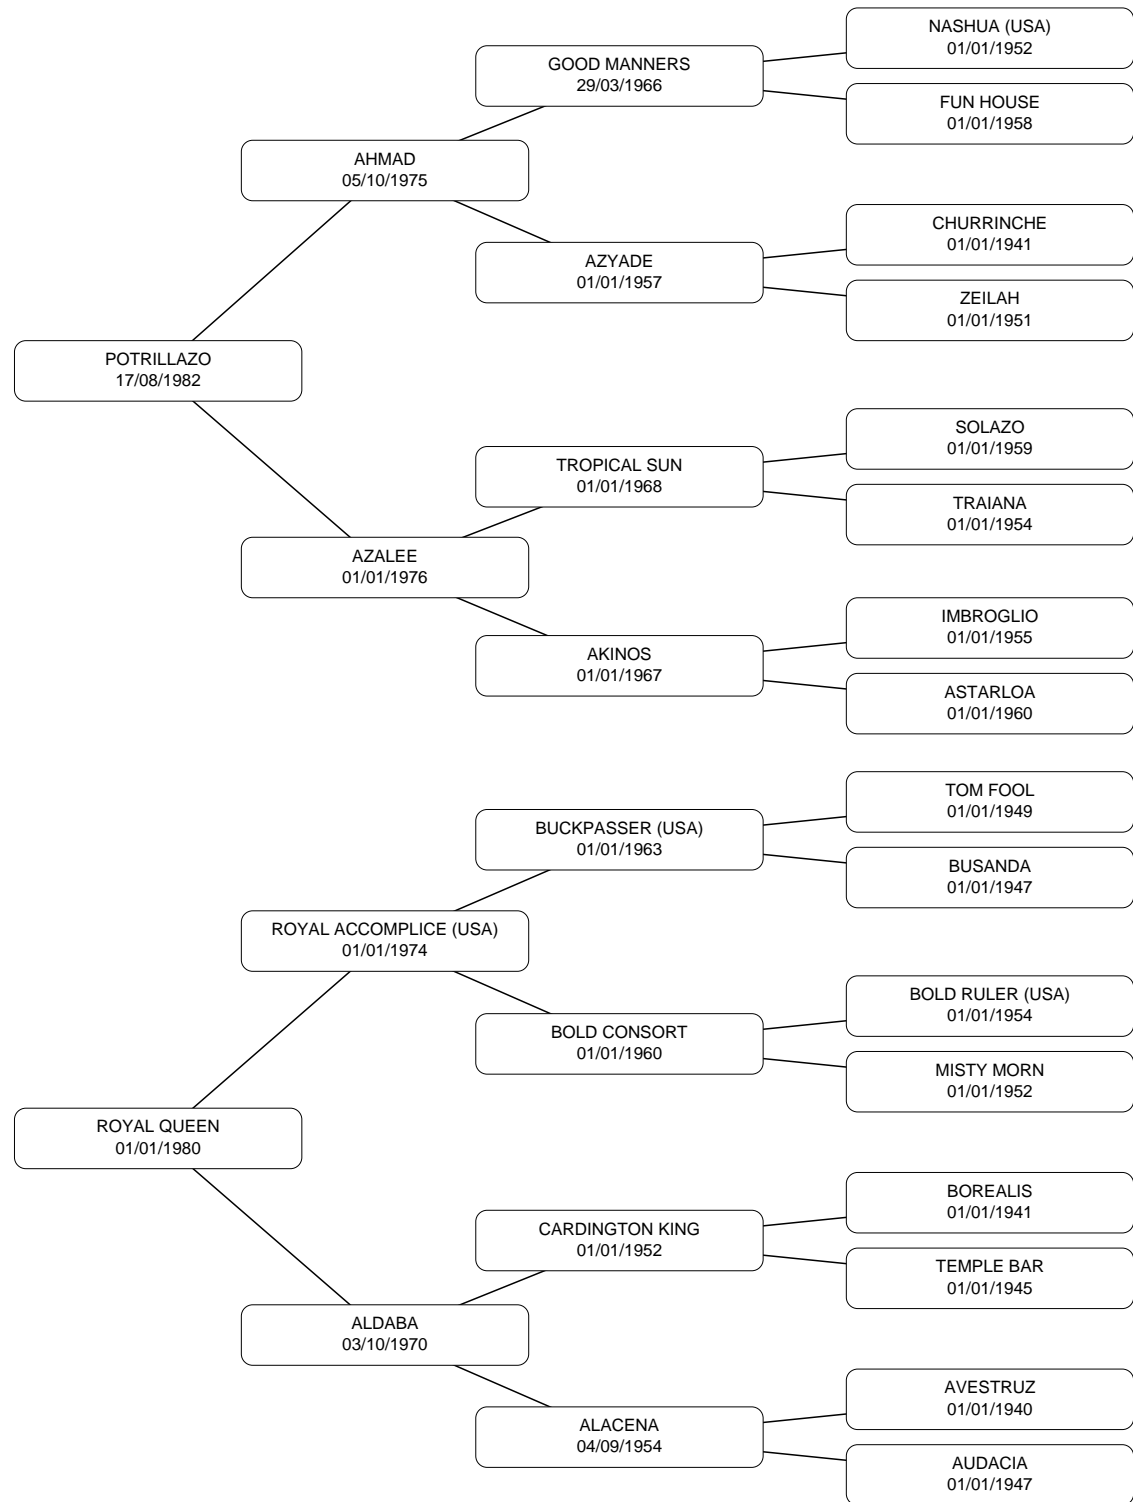 NASHUA (USA)
01/01/1952
GOOD MANNERS
29/03/1966
FUN HOUSE
01/01/1958
AHMAD
05/10/1975
CHURRINCHE
01/01/1941
AZYADE
01/01/1957
ZEILAH
01/01/1951
POTRILLAZO
17/08/1982
SOLAZO
01/01/1959
TROPICAL SUN
01/01/1968
TRAIANA
01/01/1954
AZALEE
01/01/1976
IMBROGLIO
01/01/1955
AKINOS
01/01/1967
ASTARLOA
01/01/1960
TOM FOOL
01/01/1949
BUCKPASSER (USA)
01/01/1963
BUSANDA
01/01/1947
ROYAL ACCOMPLICE (USA)
01/01/1974
BOLD RULER (USA)
01/01/1954
BOLD CONSORT
01/01/1960
MISTY MORN
01/01/1952
ROYAL QUEEN
01/01/1980
BOREALIS
01/01/1941
CARDINGTON KING
01/01/1952
TEMPLE BAR
01/01/1945
ALDABA
03/10/1970
AVESTRUZ
01/01/1940
ALACENA
04/09/1954
AUDACIA
01/01/1947